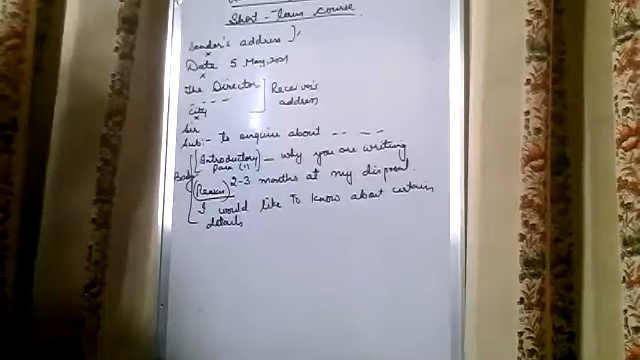 Short-Term Course
Sender's address ]
x
Date 5 May, 2021
x
The Director ] Receiver's
- - - address
City
x
Sir
Sub:- To enquire about -- -- --
Introductory - why you are writing
Para (1)
Body
Reason 2-3 months at my disposal
I would like to know about certain
details